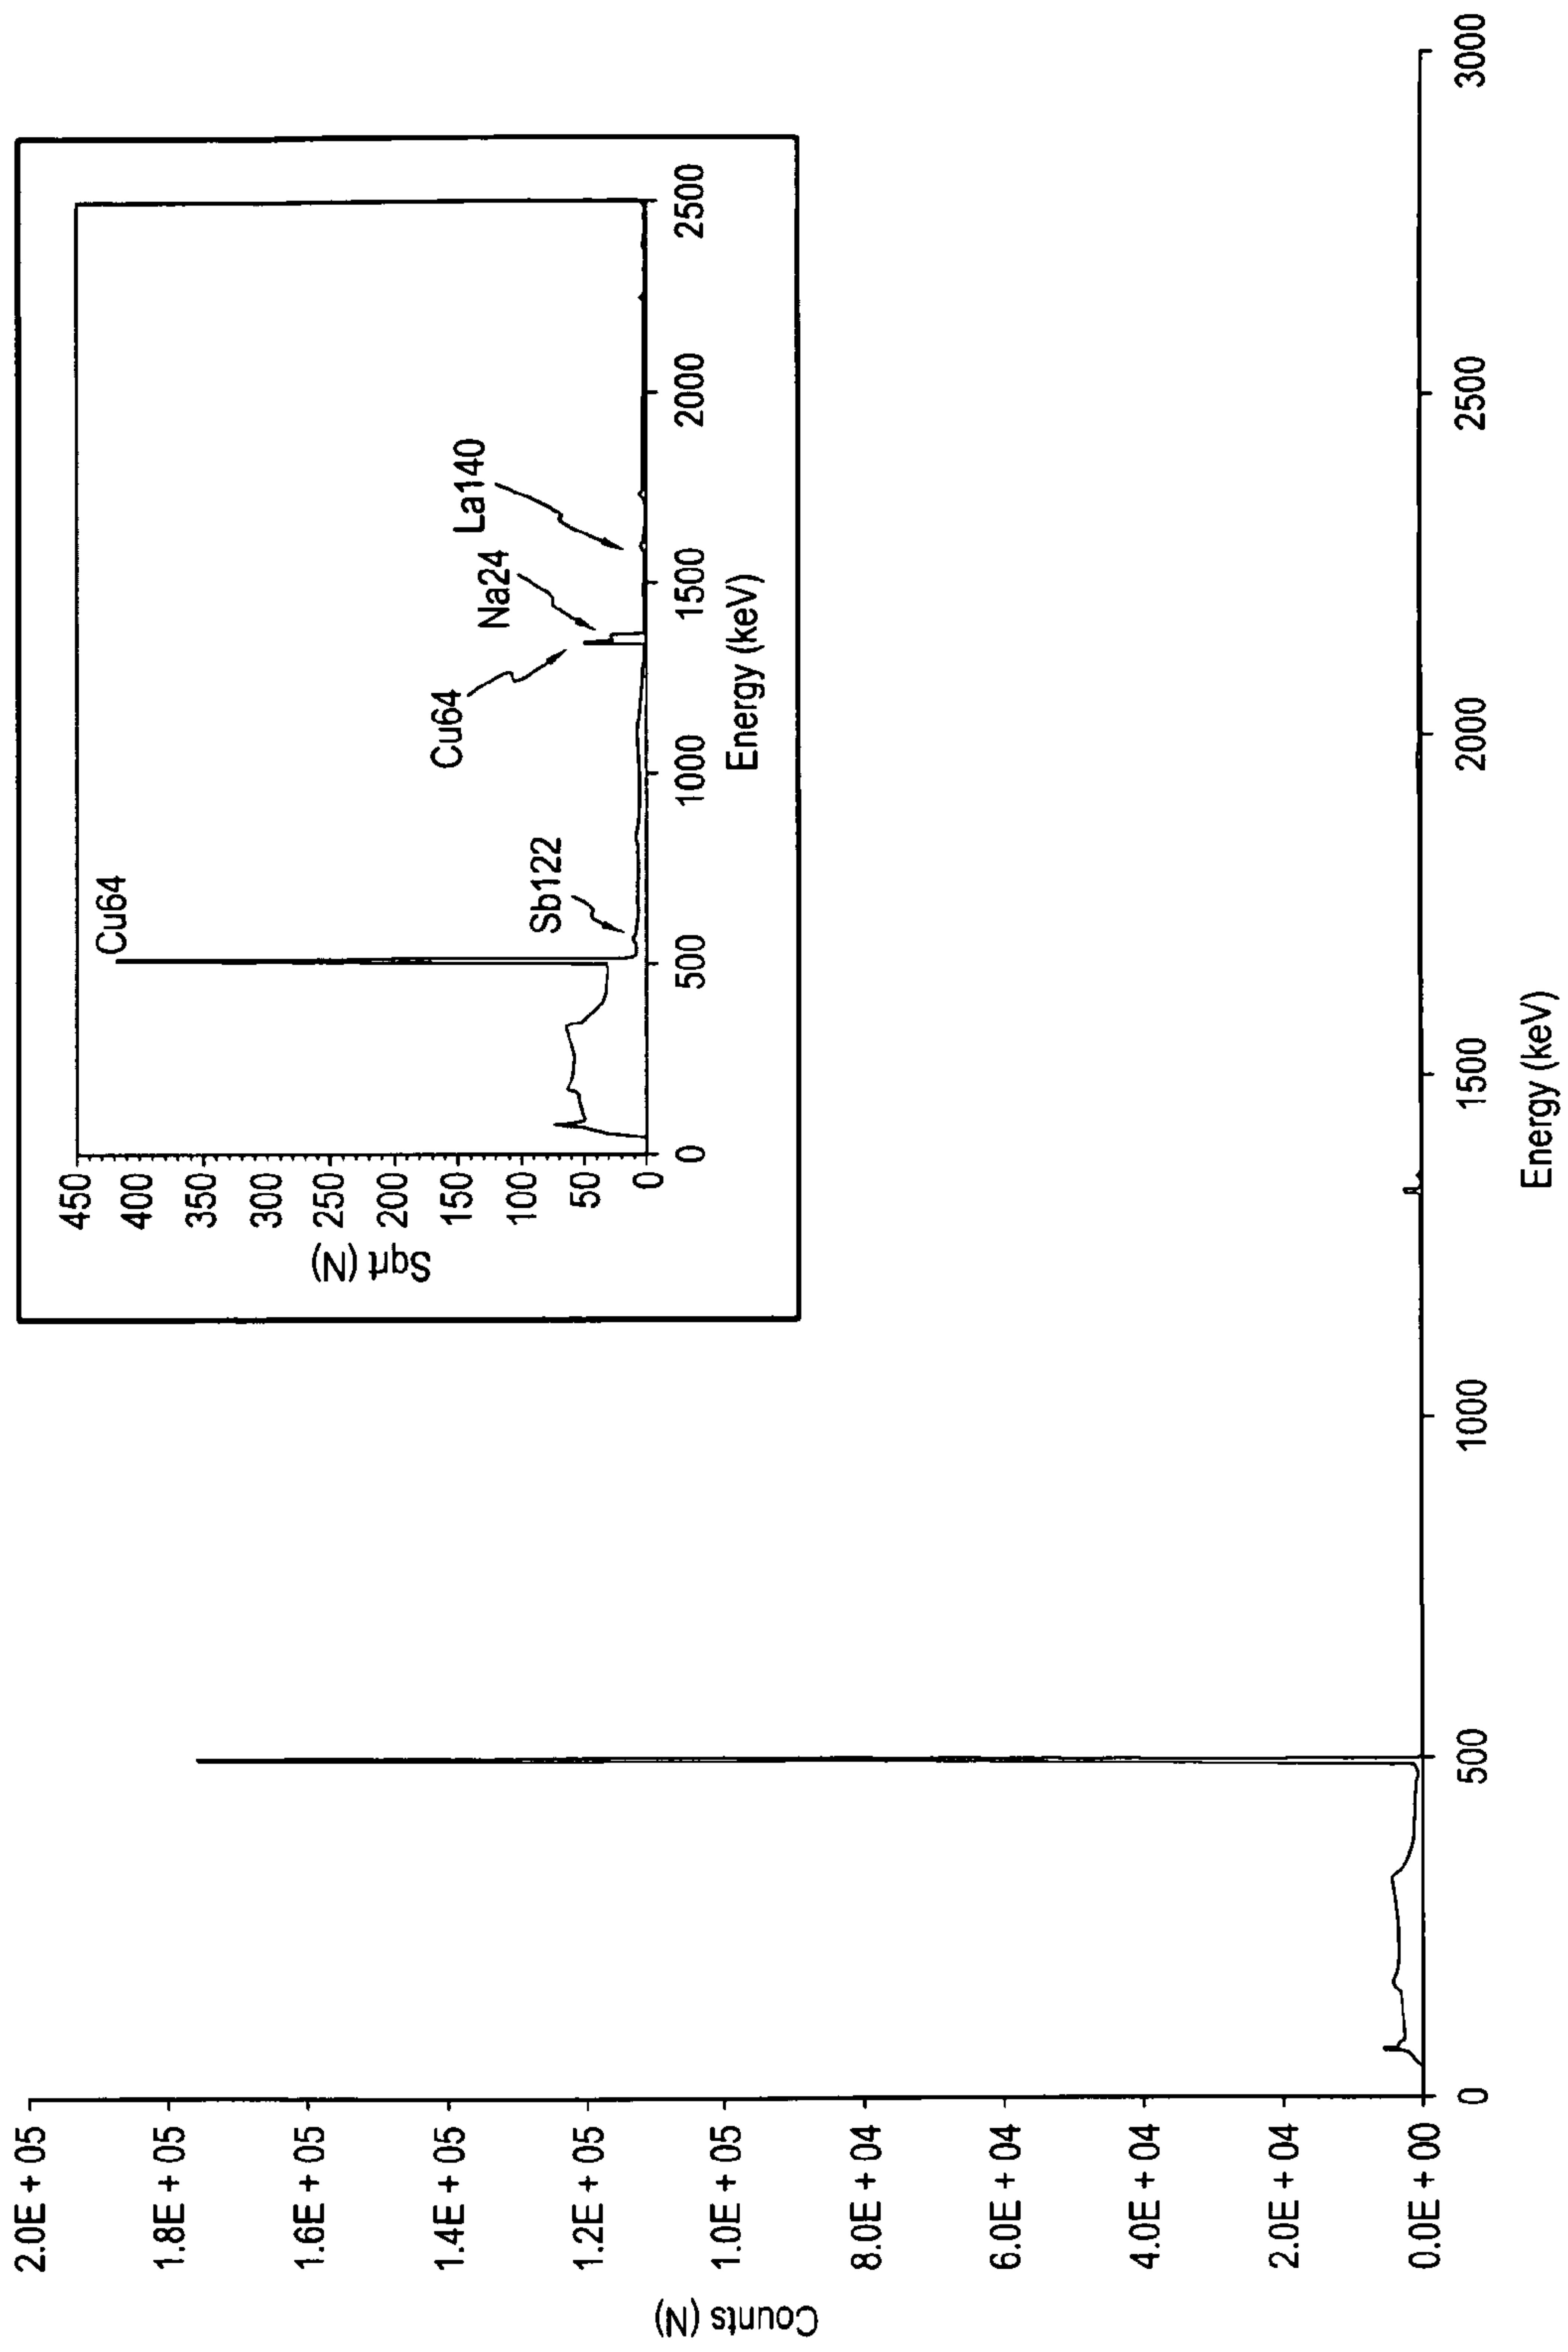 Counts (N)
2.0E + 05
1.8E + 05
1.6E + 05
1.4E + 05
1.2E + 05
1.0E + 05
8.0E + 04
6.0E + 04
4.0E + 04
2.0E + 04
0.0E + 00
0
500
1000
1500
2000
2500
3000
Energy (keV)
Sqrt (N)
450
400
350
300
250
200
150
100
50
0
0
500
1000
1500
2000
2500
Energy (keV)
Cu64
Sb122
Cu64
Na24
La140